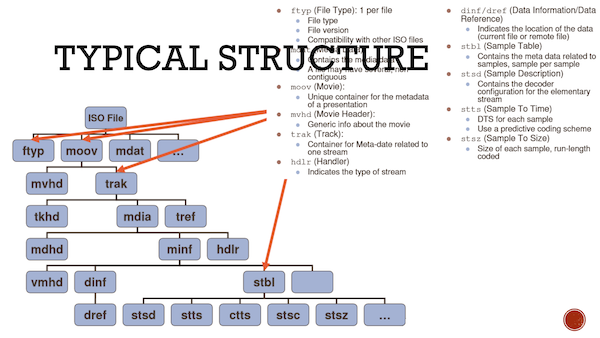 TYPICAL STRUCTURE
ftyp (File Type): 1 per file
File type
File version
Compatibility with other ISO files
mdat (Media Data):
Contains the media data
A file may have several, non
contiguous
moov (Movie):
Unique container for the metadata
of a presentation
mvhd (Movie Header):
Generic info about the movie
trak (Track):
Container for Meta-date related to
one stream
hdlr (Handler)
Indicates the type of stream
dinf/dref (Data Information/Data
Reference)
Indicates the location of the data
(current file or remote file)
stbl (Sample Table)
Contains the meta data related to
samples, sample per sample
stsd (Sample Description)
Contains the decoder
configuration for the elementary
stream
stts (Sample To Time)
DTS for each sample
Use a predictive coding scheme
stsz (Sample To Size)
Size of each sample, run-length
coded
ISO File
ftyp moov mdat ...
mvhd trak
tkhd mdia tref
mdhd minf hdlr
vmhd dinf stbl
dref stsd stts ctts stsc stsz ...